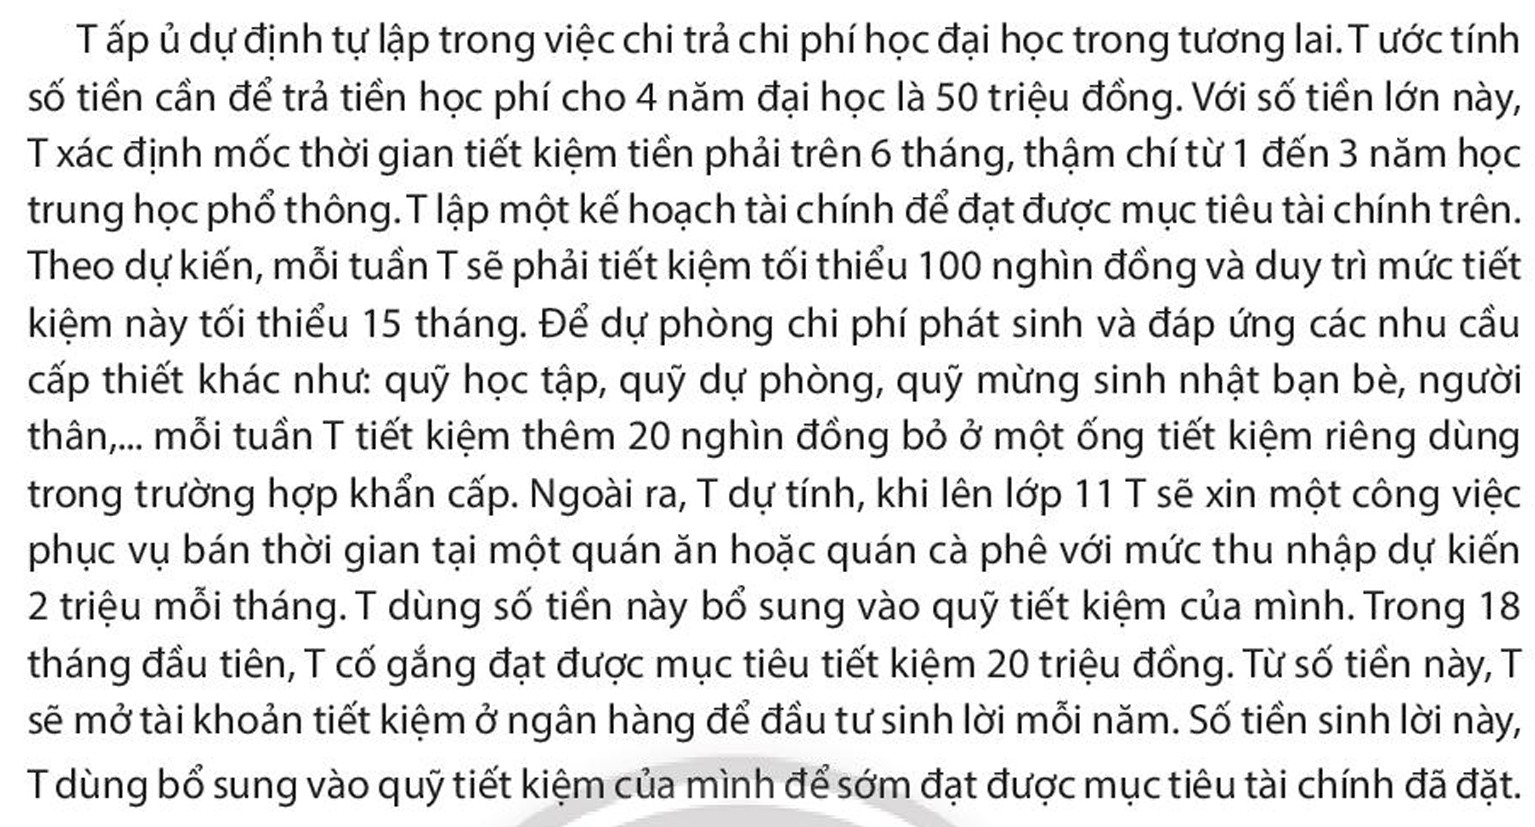 T ấp ủ dự định tự lập trong việc chi trả chi phí học đại học trong tương lai. T ước tính
số tiền cần để trả tiền học phí cho 4 năm đại học là 50 triệu đồng. Với số tiền lớn này,
T xác định mốc thời gian tiết kiệm tiền phải trên 6 tháng, thậm chí từ 1 đến 3 năm học
trung học phổ thông. T lập một kế hoạch tài chính để đạt được mục tiêu tài chính trên.
Theo dự kiến, mỗi tuần T sẽ phải tiết kiệm tối thiểu 100 nghìn đồng và duy trì mức tiết
kiệm này tối thiểu 15 tháng. Để dự phòng chi phí phát sinh và đáp ứng các nhu cầu
cấp thiết khác như: quỹ học tập, quỹ dự phòng, quỹ mừng sinh nhật bạn bè, người
thân,... mỗi tuần T tiết kiệm thêm 20 nghìn đồng bỏ ở một ống tiết kiệm riêng dùng
trong trường hợp khẩn cấp. Ngoài ra, T dự tính, khi lên lớp 11 T sẽ xin một công việc
phục vụ bán thời gian tại một quán ăn hoặc quán cà phê với mức thu nhập dự kiến
2 triệu mỗi tháng. T dùng số tiền này bổ sung vào quỹ tiết kiệm của mình. Trong 18
tháng đầu tiên, T cố gắng đạt được mục tiêu tiết kiệm 20 triệu đồng. Từ số tiền này, T
sẽ mở tài khoản tiết kiệm ở ngân hàng để đầu tư sinh lời mỗi năm. Số tiền sinh lời này,
T dùng bổ sung vào quỹ tiết kiệm của mình để sớm đạt được mục tiêu tài chính đã đặt.